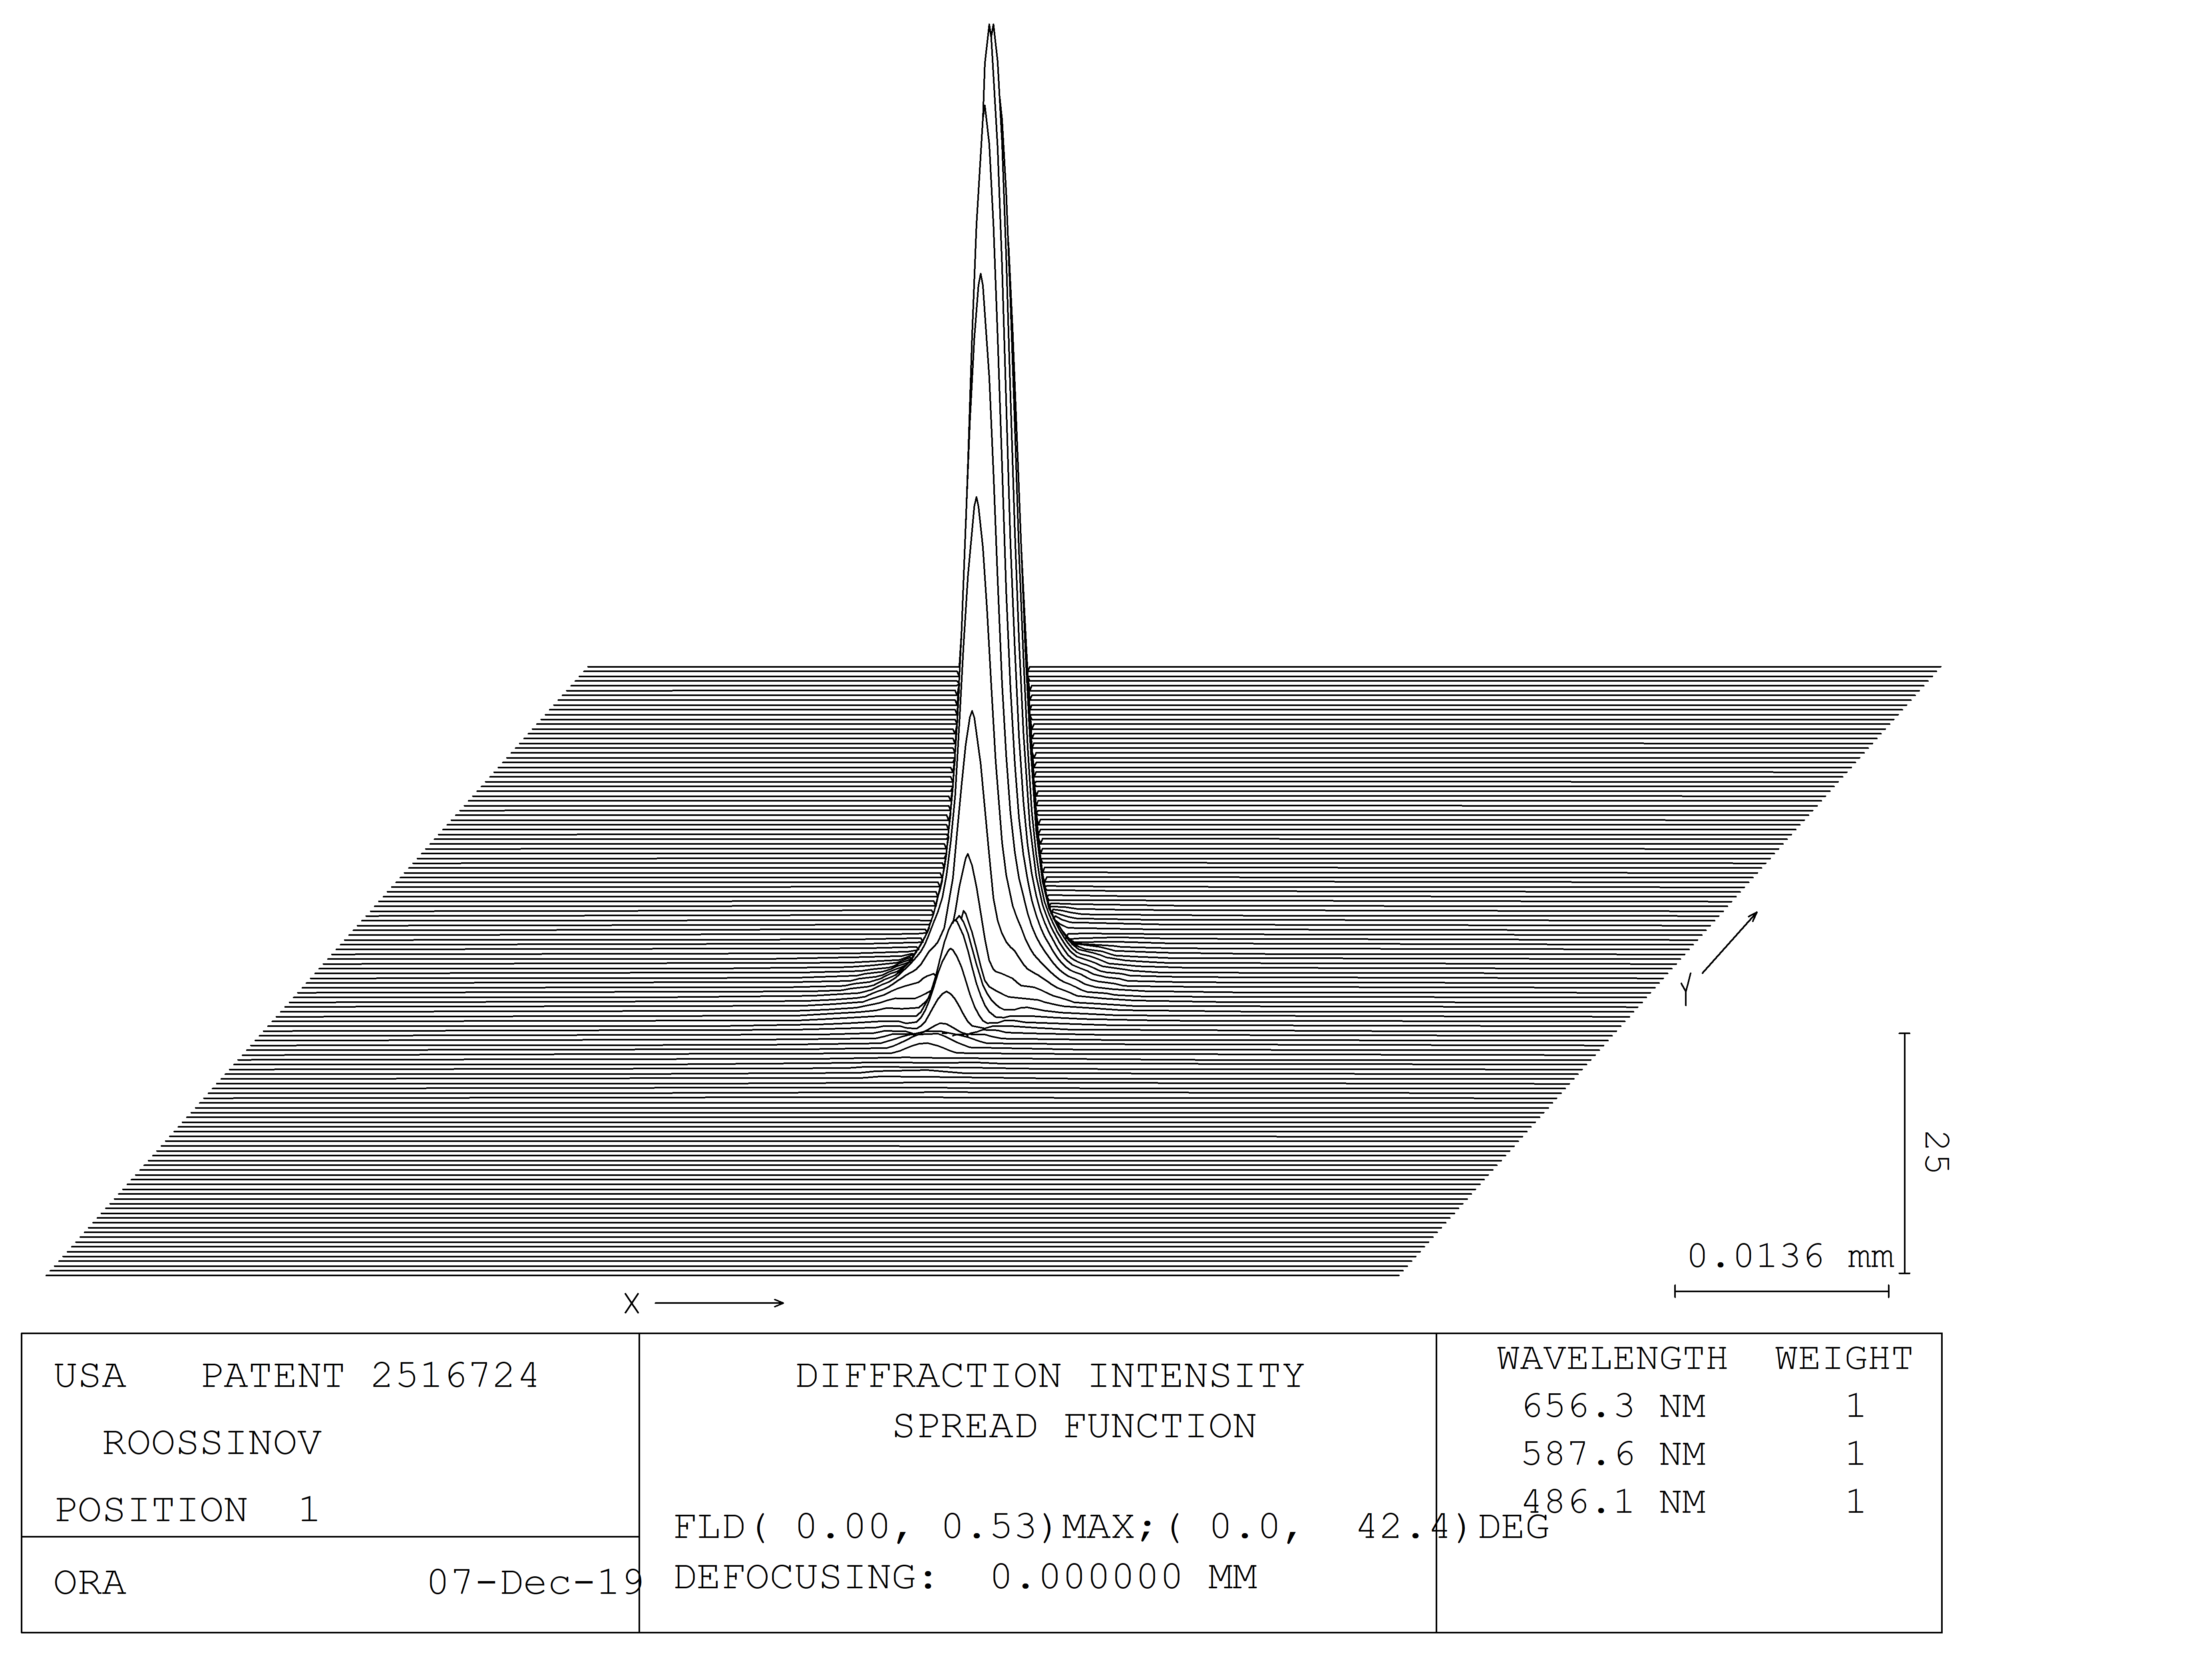 Y
25
0.0136 mm
X
USA PATENT 2516724
ROOSSINOV
POSITION 1
ORA 07-Dec-19
DIFFRACTION INTENSITY
SPREAD FUNCTION
FLD( 0.00, 0.53)MAX;( 0.0, 42.4)DEG
DEFOCUSING: 0.000000 MM
WAVELENGTH WEIGHT
656.3 NM 1
587.6 NM 1
486.1 NM 1